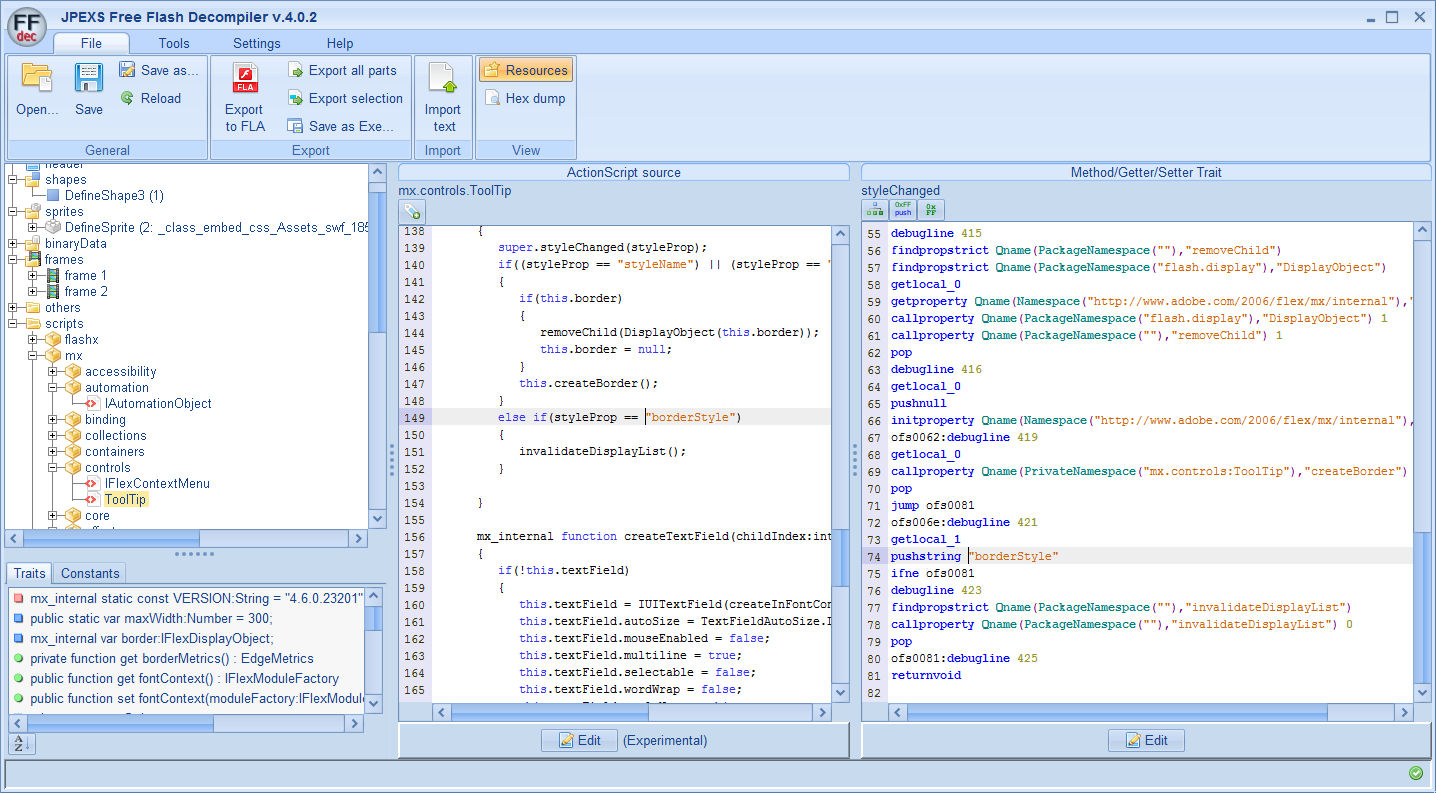 FF
dec
JPEXS Free Flash Decompiler v.4.0.2
File
Tools
Settings
Help
Open...
Save
Save as...
Reload
General
FLA
Export
to FLA
Export all parts
Export selection
Save as Exe...
Export
Import
text
Import
Resources
Hex dump
View
header
shapes
DefineShape3 (1)
sprites
DefineSprite (2: _class_embed_css_Assets_swf_185
binaryData
frames
frame 1
frame 2
others
scripts
flashx
mx
accessibility
automation
IAutomationObject
binding
collections
containers
controls
IFlexContextMenu
ToolTip
core
Traits
Constants
mx_internal static const VERSION:String = "4.6.0.23201"
public static var maxWidth:Number = 300;
mx_internal var border:IFlexDisplayObject;
private function get borderMetrics() : EdgeMetrics
public function get fontContext() : IFlexModuleFactory
public function set fontContext(moduleFactory:IFlexModule
A
Z
ActionScript source
mx.controls.ToolTip
138 {
139 super.styleChanged(styleProp);
140 if((styleProp == "styleName") || (styleProp == "
141 {
142 if(this.border)
143 {
144 removeChild(DisplayObject(this.border));
145 this.border = null;
146 }
147 this.createBorder();
148 }
149 else if(styleProp == "borderStyle")
150 {
151 invalidateDisplayList();
152 }
153
154 }
155
156 mx_internal function createTextField(childIndex:int
157 {
158 if(!this.textField)
159 {
160 this.textField = IUITextField(createInFontCon
161 this.textField.autoSize = TextFieldAutoSize.
162 this.textField.mouseEnabled = false;
163 this.textField.multiline = true;
164 this.textField.selectable = false;
165 this.textField.wordWrap = false;
Edit
(Experimental)
Method/Getter/Setter Trait
styleChanged
0xFF
push
0x
FF
55 debugline 415
56 findpropstrict Qname(PackageNamespace(""),"removeChild")
57 findpropstrict Qname(PackageNamespace("flash.display"),"DisplayObject")
58 getlocal_0
59 getproperty Qname(Namespace("http://www.adobe.com/2006/flex/mx/internal"),"
60 callproperty Qname(PackageNamespace("flash.display"),"DisplayObject") 1
61 callproperty Qname(PackageNamespace(""),"removeChild") 1
62 pop
63 debugline 416
64 getlocal_0
65 pushnull
66 initproperty Qname(Namespace("http://www.adobe.com/2006/flex/mx/internal"),
67 ofs0062:debugline 419
68 getlocal_0
69 callproperty Qname(PrivateNamespace("mx.controls:ToolTip"),"createBorder")
70 pop
71 jump ofs0081
72 ofs006e:debugline 421
73 getlocal_1
74 pushstring "borderStyle"
75 ifne ofs0081
76 debugline 423
77 findpropstrict Qname(PackageNamespace(""),"invalidateDisplayList")
78 callproperty Qname(PackageNamespace(""),"invalidateDisplayList") 0
79 pop
80 ofs0081:debugline 425
81 returnvoid
82
Edit